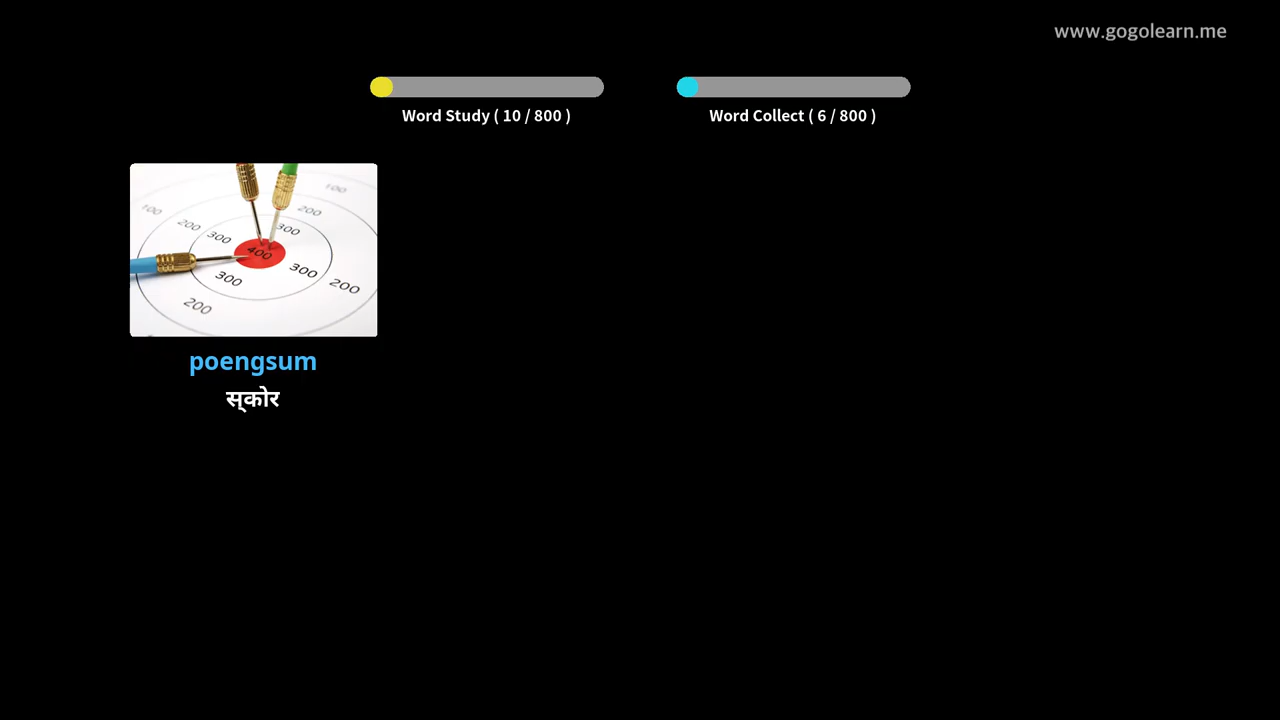 www.gogolearn.me
Word Study ( 10 / 800 )
Word Collect ( 6 / 800 )
100
100
200
200
300
300
400
300
300
200
200
poengsum
स्कोर